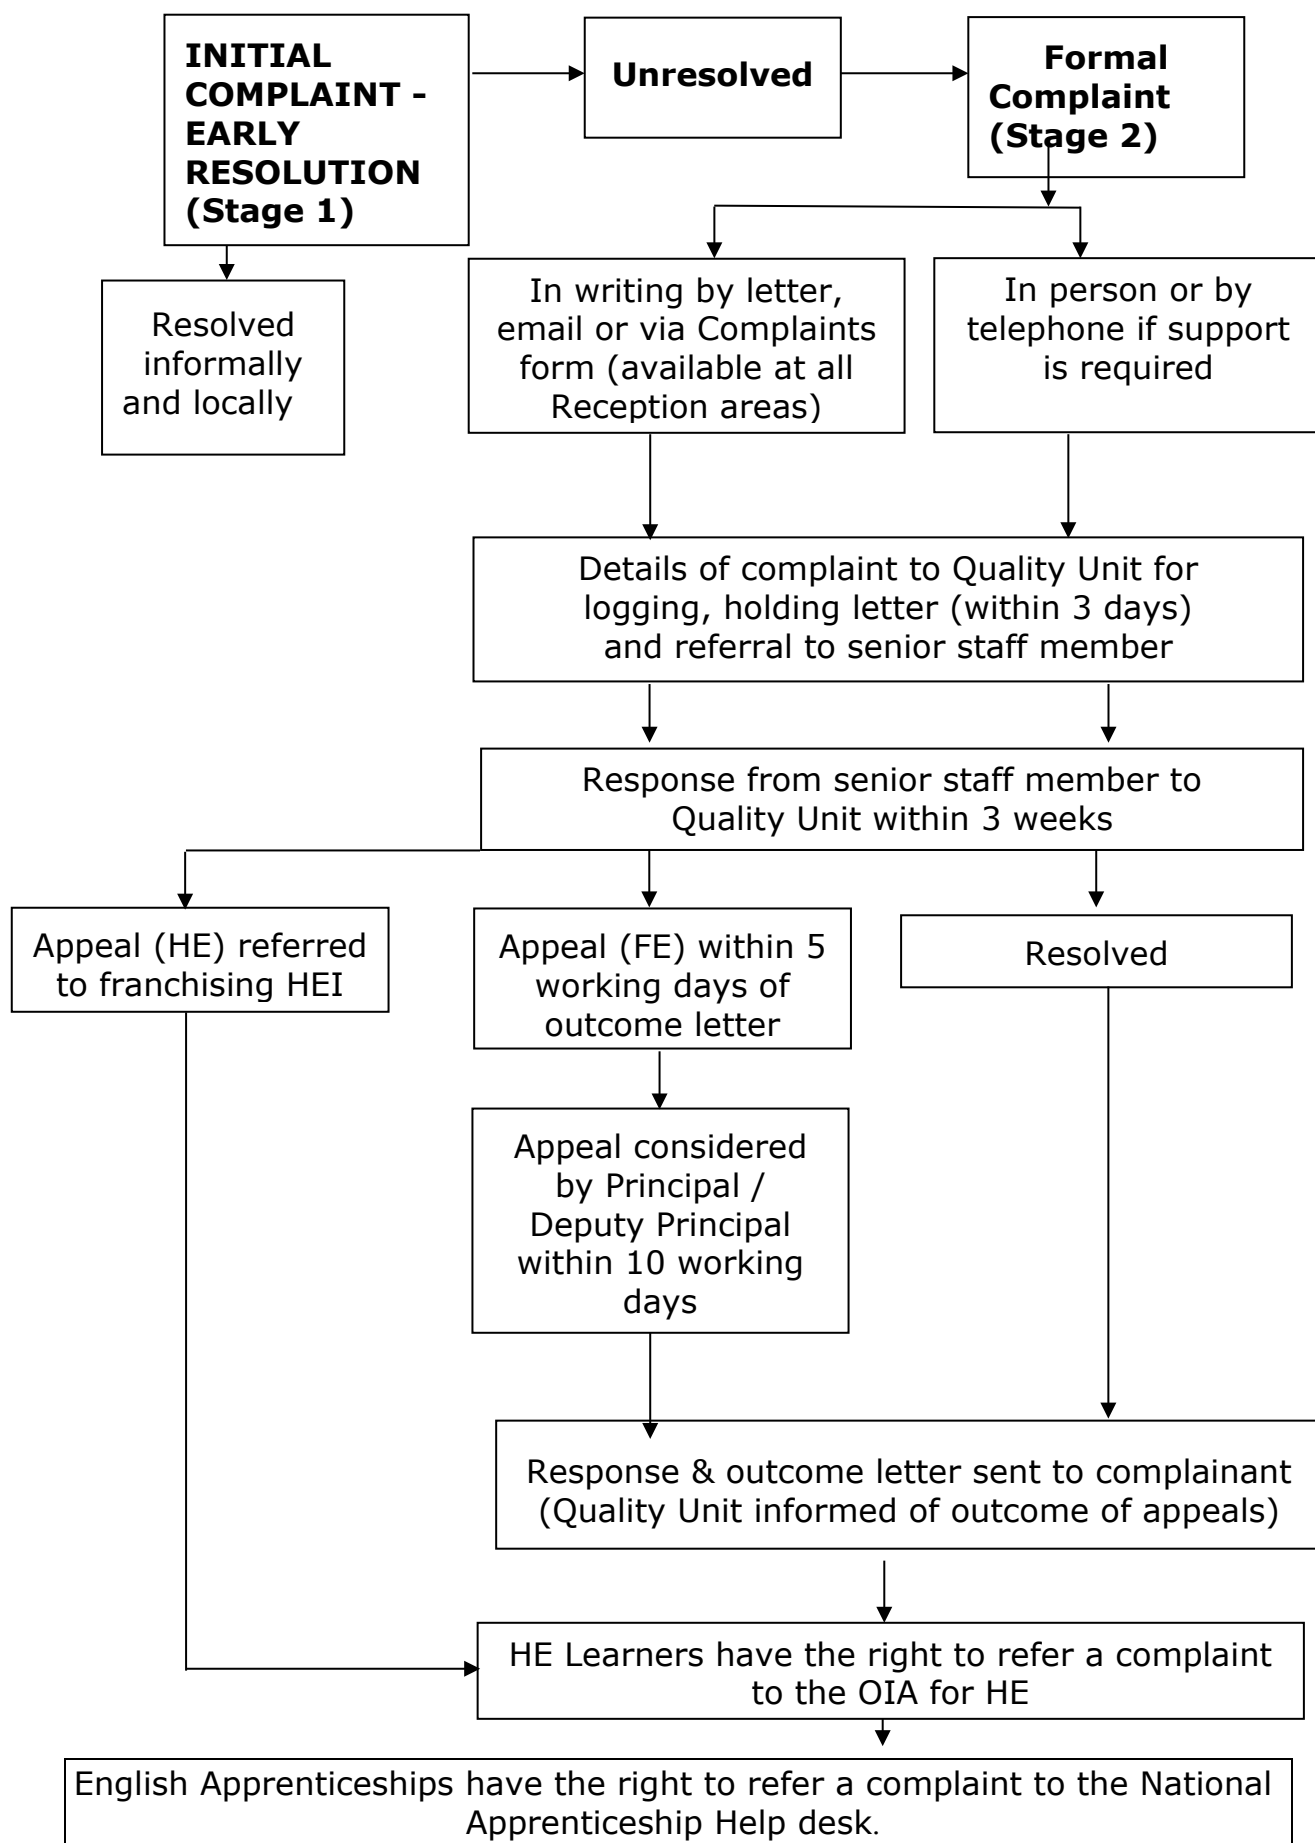 INITIAL
COMPLAINT -
EARLY
RESOLUTION
(Stage 1)
Unresolved
Formal
Complaint
(Stage 2)
Resolved
informally
and locally
In writing by letter,
email or via Complaints
form (available at all
Reception areas)
In person or by
telephone if support
is required
Details of complaint to Quality Unit for
logging, holding letter (within 3 days)
and referral to senior staff member
Response from senior staff member to
Quality Unit within 3 weeks
Appeal (HE) referred
to franchising HEI
Appeal (FE) within 5
working days of
outcome letter
Resolved
Appeal considered
by Principal /
Deputy Principal
within 10 working
days
Response & outcome letter sent to complainant
(Quality Unit informed of outcome of appeals)
HE Learners have the right to refer a complaint
to the OIA for HE
English Apprenticeships have the right to refer a complaint to the National
Apprenticeship Help desk.